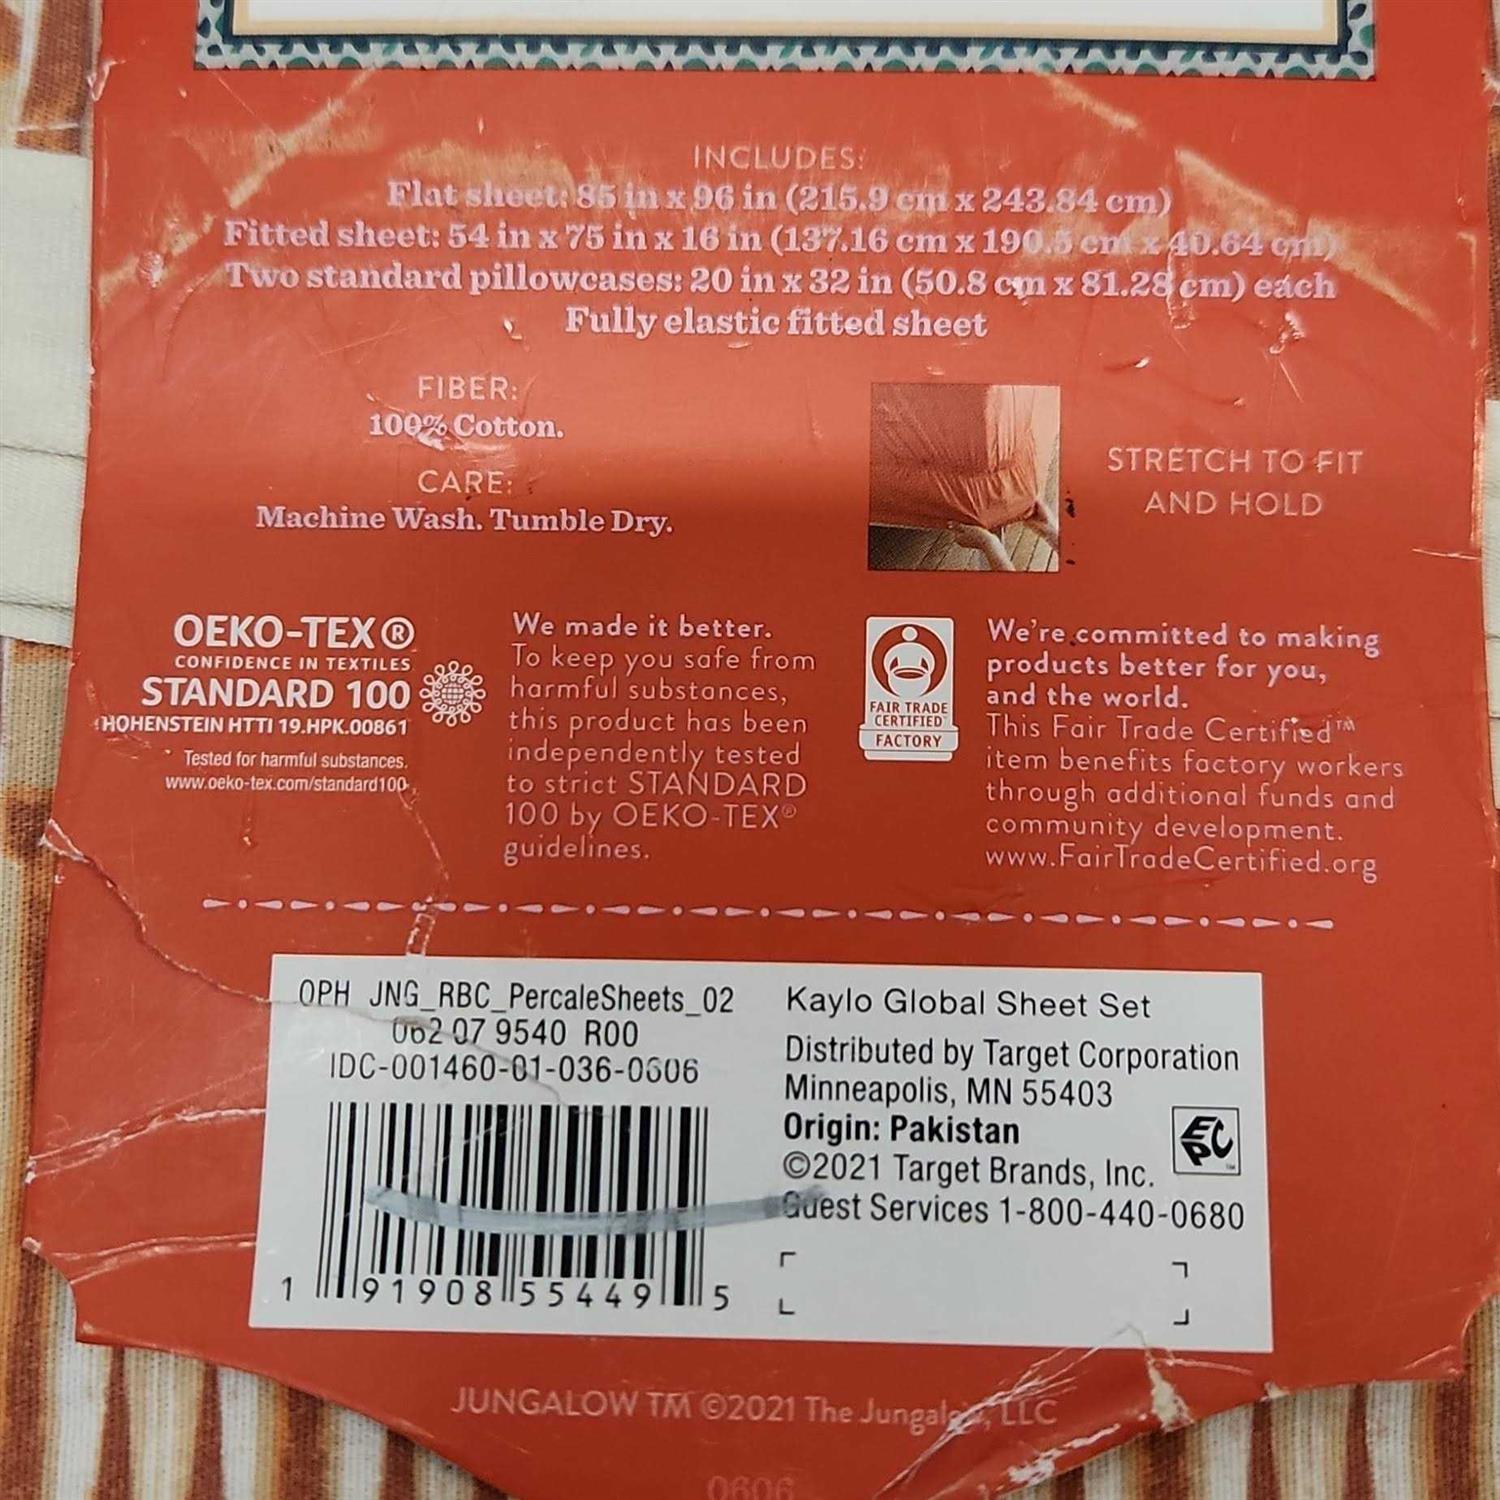 INCLUDES:
Flat sheet: 85 in x 96 in (215.9 cm x 243.84 cm)
Fitted sheet: 54 in x 75 in x 16 in (137.16 cm x 190.5 cm x 40.64 cm)
Two standard pillowcases: 20 in x 32 in (50.8 cm x 81.28 cm) each
Fully elastic fitted sheet
FIBER:
100% Cotton.
CARE:
Machine Wash. Tumble Dry.
STRETCH TO FIT
AND HOLD
OEKO-TEX®
CONFIDENCE IN TEXTILES
STANDARD 100
HOHENSTEIN HTTI 19.HPK.00861
Tested for harmful substances.
www.oeko-tex.com/standard100
We made it better.
To keep you safe from
harmful substances,
this product has been
independently tested
to strict STANDARD
100 by OEKO-TEX®
guidelines.
FAIR TRADE
CERTIFIED™
FACTORY
We're committed to making
products better for you,
and the world.
This Fair Trade Certified™
item benefits factory workers
through additional funds and
community development.
www.FairTradeCertified.org
OPH JNG_RBC_PercaleSheets_02
062 07 9540 R00
IDC-001460-01-036-0606
1 91908 55449 5
Kaylo Global Sheet Set
Distributed by Target Corporation
Minneapolis, MN 55403
Origin: Pakistan
©2021 Target Brands, Inc.
Guest Services 1-800-440-0680
EPC™
JUNGALOW TM ©2021 The Jungalow, LLC
0606